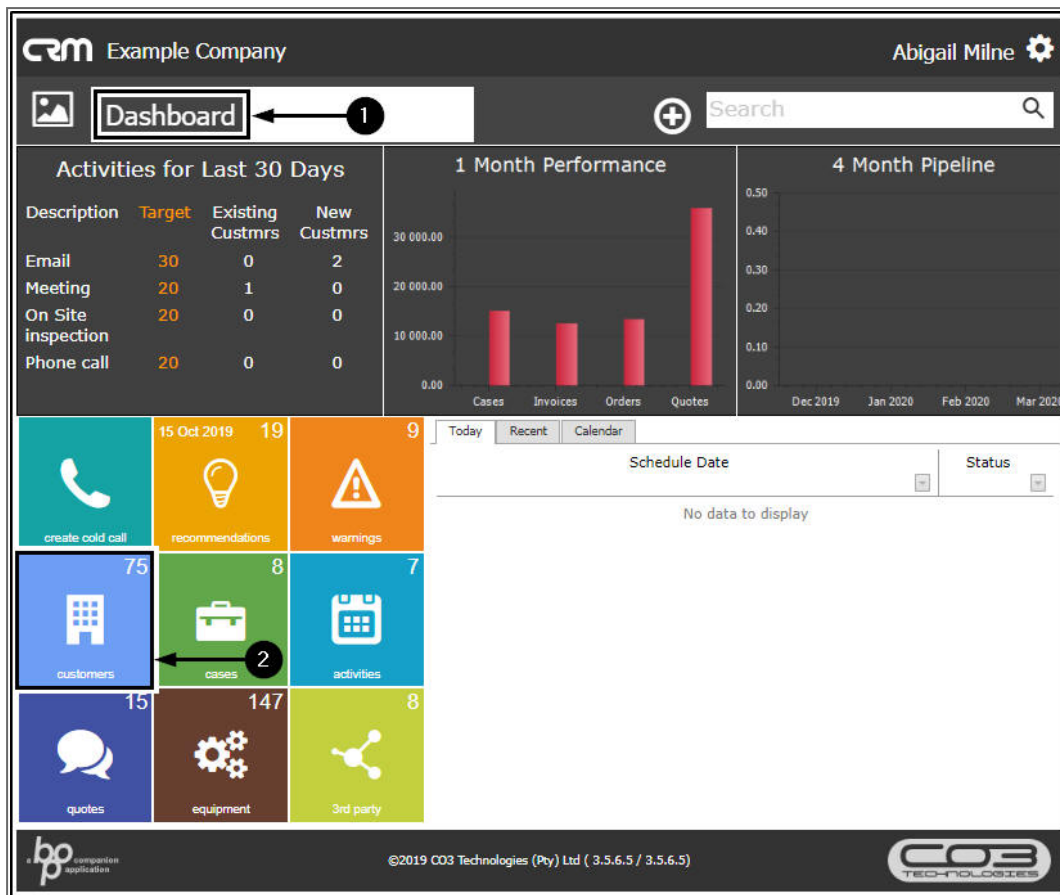 CRM Example Company
Abigail Milne
Dashboard
1
Search
Activities for Last 30 Days
Description Target Existing Custmrs New Custmrs
Email 30 0 2
Meeting 20 1 0
On Site inspection 20 0 0
Phone call 20 0 0
1 Month Performance
30 000.00
20 000.00
10 000.00
0.00
Cases Invoices Orders Quotes
4 Month Pipeline
0.50
0.40
0.30
0.20
0.10
0.00
Dec 2019 Jan 2020 Feb 2020 Mar 2020
create cold call
15 Oct 2019 19
recommendations
9
warnings
75
customers
8
cases
2
7
activities
15
quotes
147
equipment
8
3rd party
Today Recent Calendar
Schedule Date Status
No data to display
a bpo companion application
©2019 CO3 Technologies (Pty) Ltd ( 3.5.6.5 / 3.5.6.5)
CO3
TECHNOLOGIES